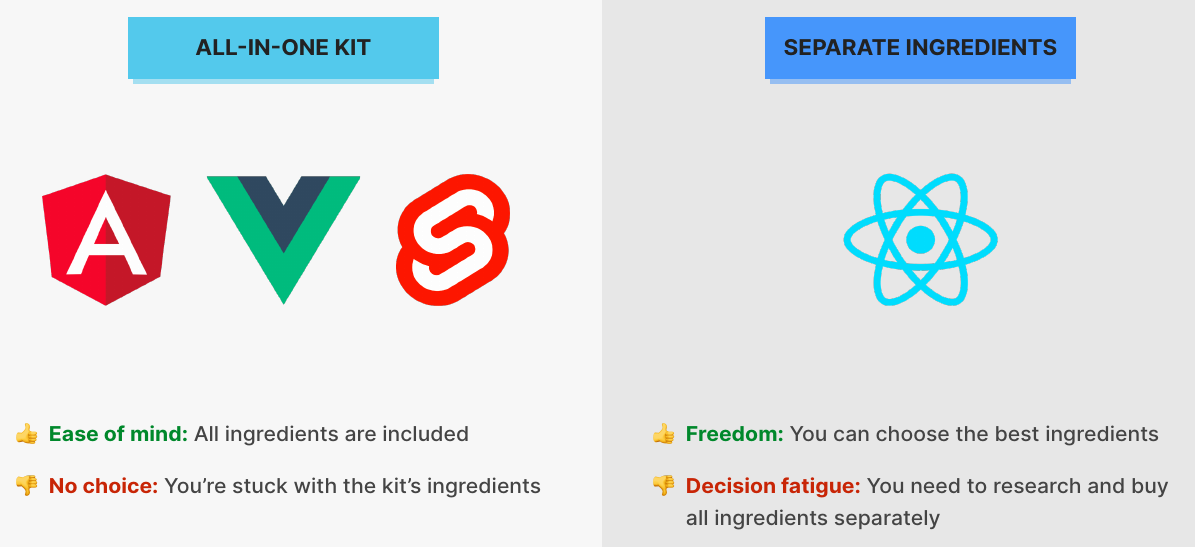 ALL-IN-ONE KIT
👍 Ease of mind: All ingredients are included
👎 No choice: You’re stuck with the kit’s ingredients
SEPARATE INGREDIENTS
👍 Freedom: You can choose the best ingredients
👎 Decision fatigue: You need to research and buy
all ingredients separately